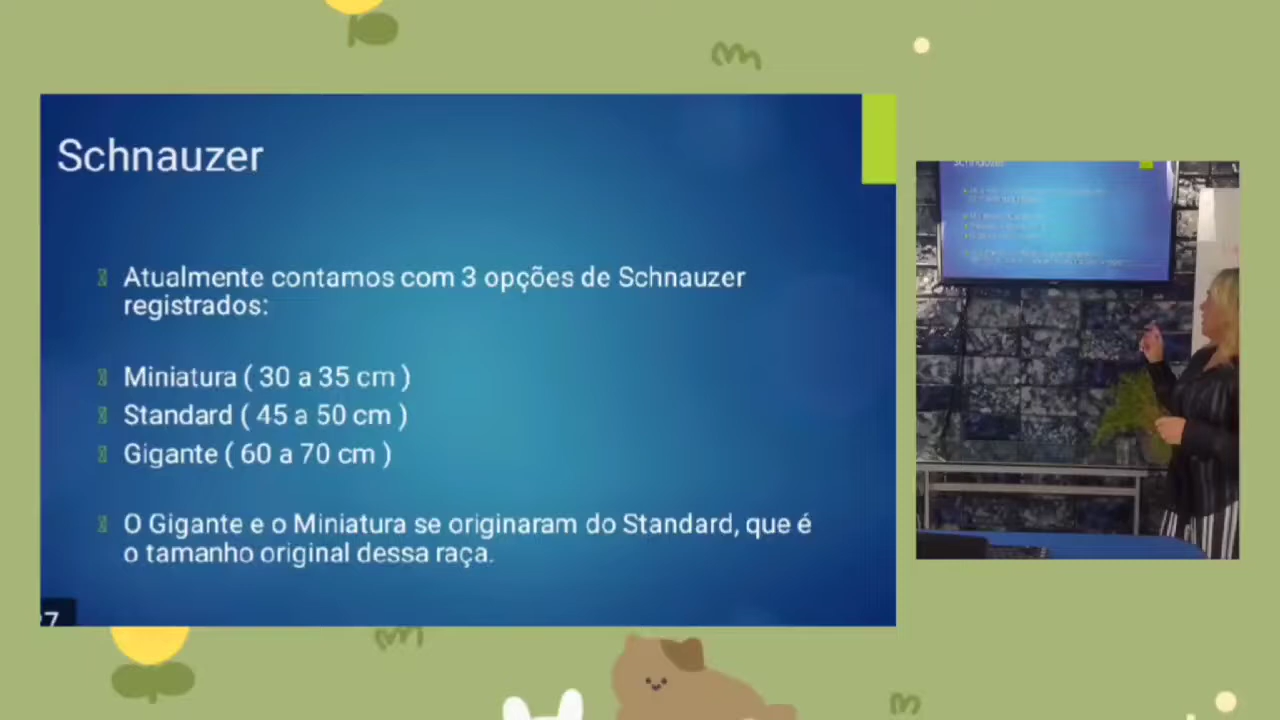 Schnauzer
Atualmente contamos com 3 opções de Schnauzer
registrados:
Miniatura ( 30 a 35 cm )
Standard ( 45 a 50 cm )
Gigante ( 60 a 70 cm )
O Gigante e o Miniatura se originaram do Standard, que é
o tamanho original dessa raça.
7